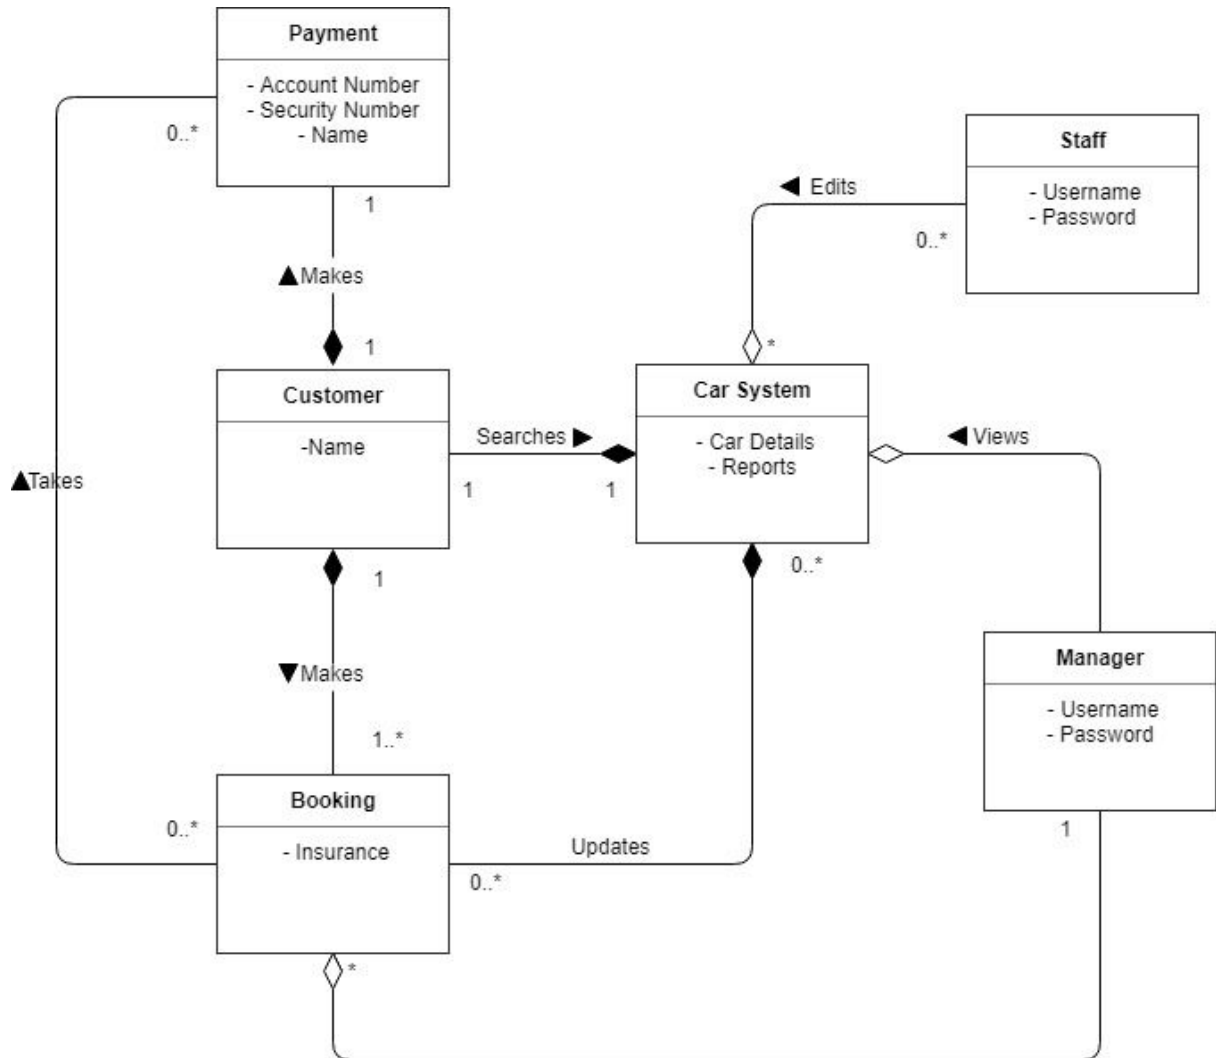 Payment
- Account Number
- Security Number
- Name
0..*
1
Makes
1
Customer
-Name
Searches
1
1
Takes
1
Makes
1..*
Booking
- Insurance
0..*
Updates
0..*
*
Staff
- Username
- Password
Edits
0..*
*
Car System
- Car Details
- Reports
Views
0..*
Manager
- Username
- Password
1